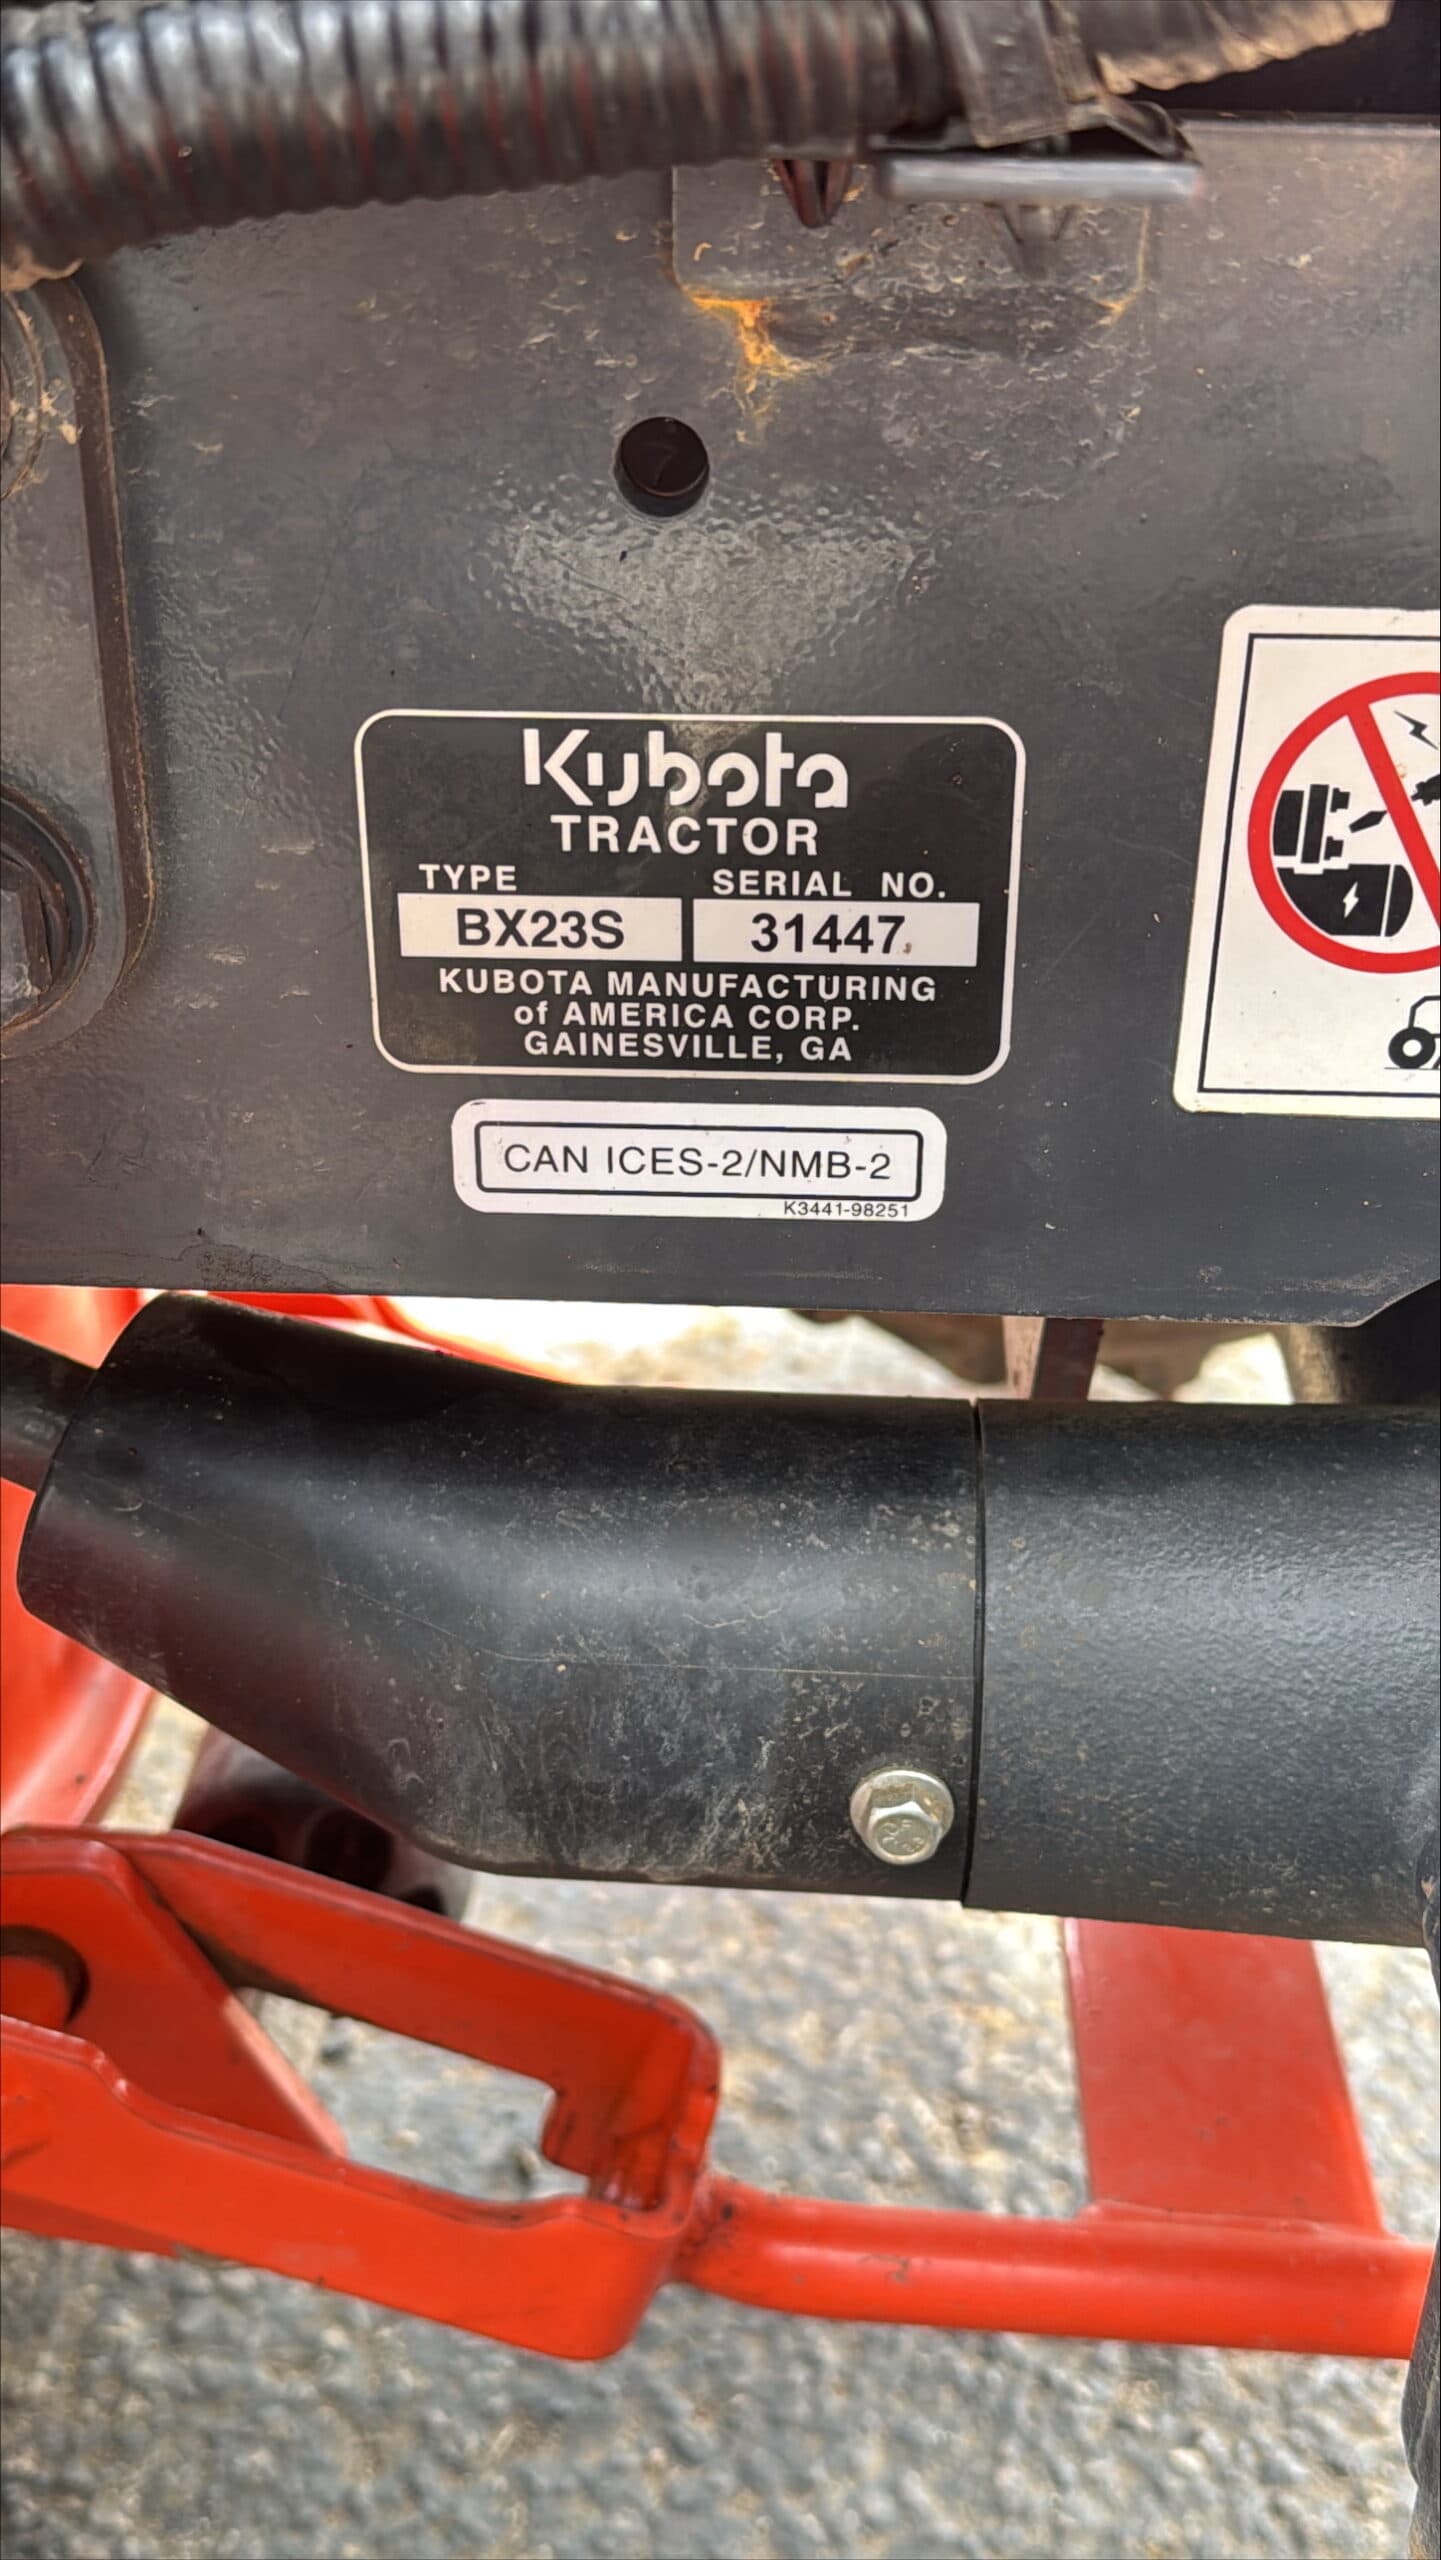 Kubota
TRACTOR
TYPE SERIAL NO.
BX23S 31447
KUBOTA MANUFACTURING
of AMERICA CORP.
GAINESVILLE, GA
CAN ICES-2/NMB-2
K3441-98251